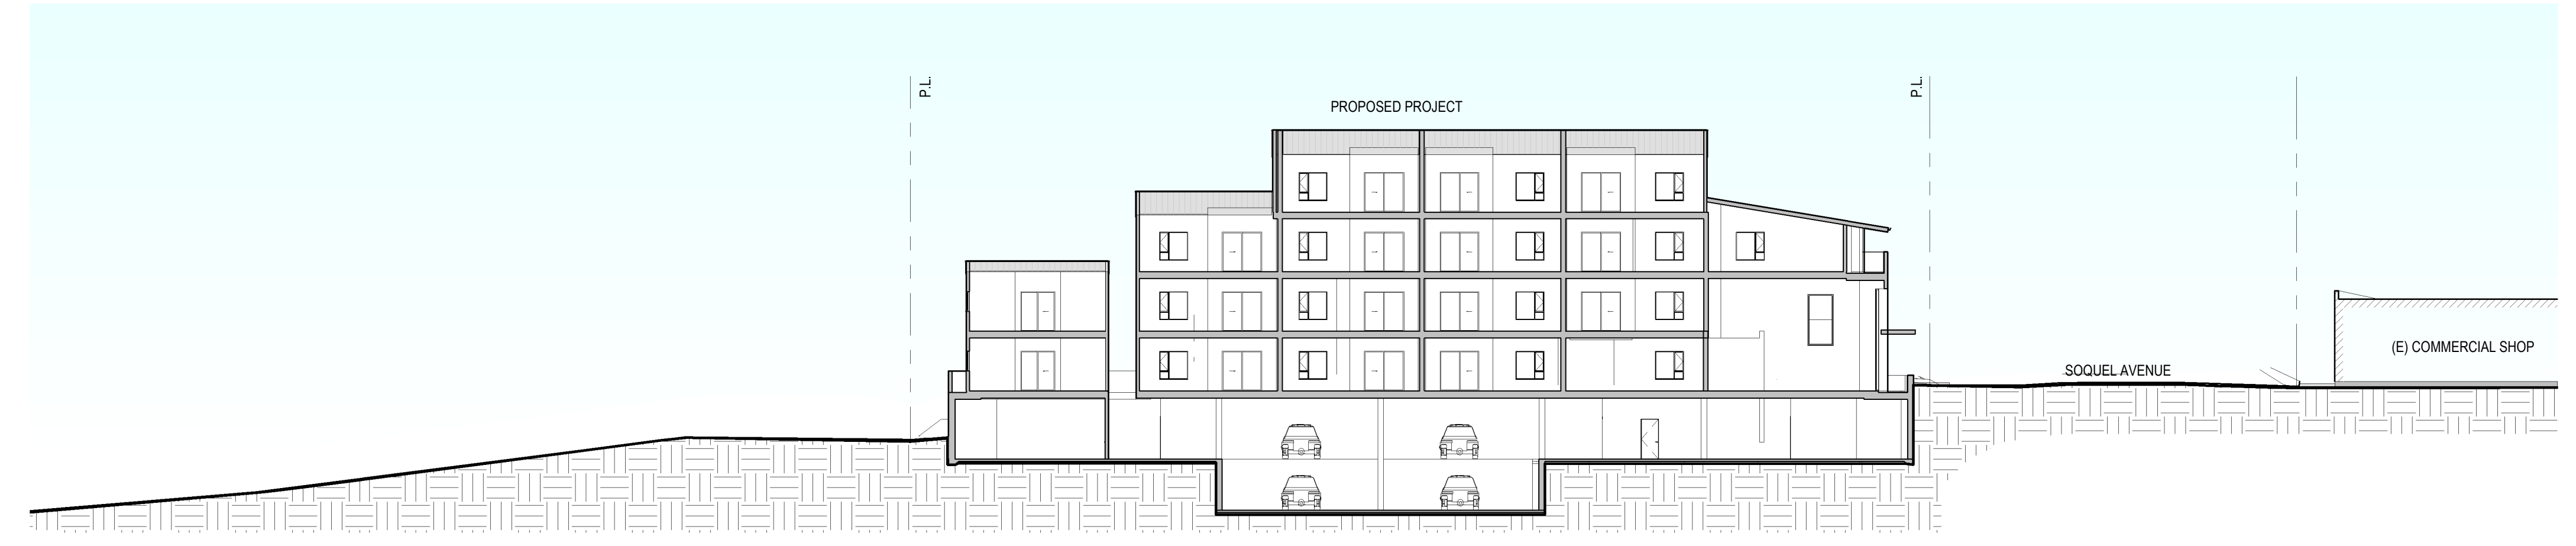 P.L.
PROPOSED PROJECT
P.L.
SOQUEL AVENUE
(E) COMMERCIAL SHOP